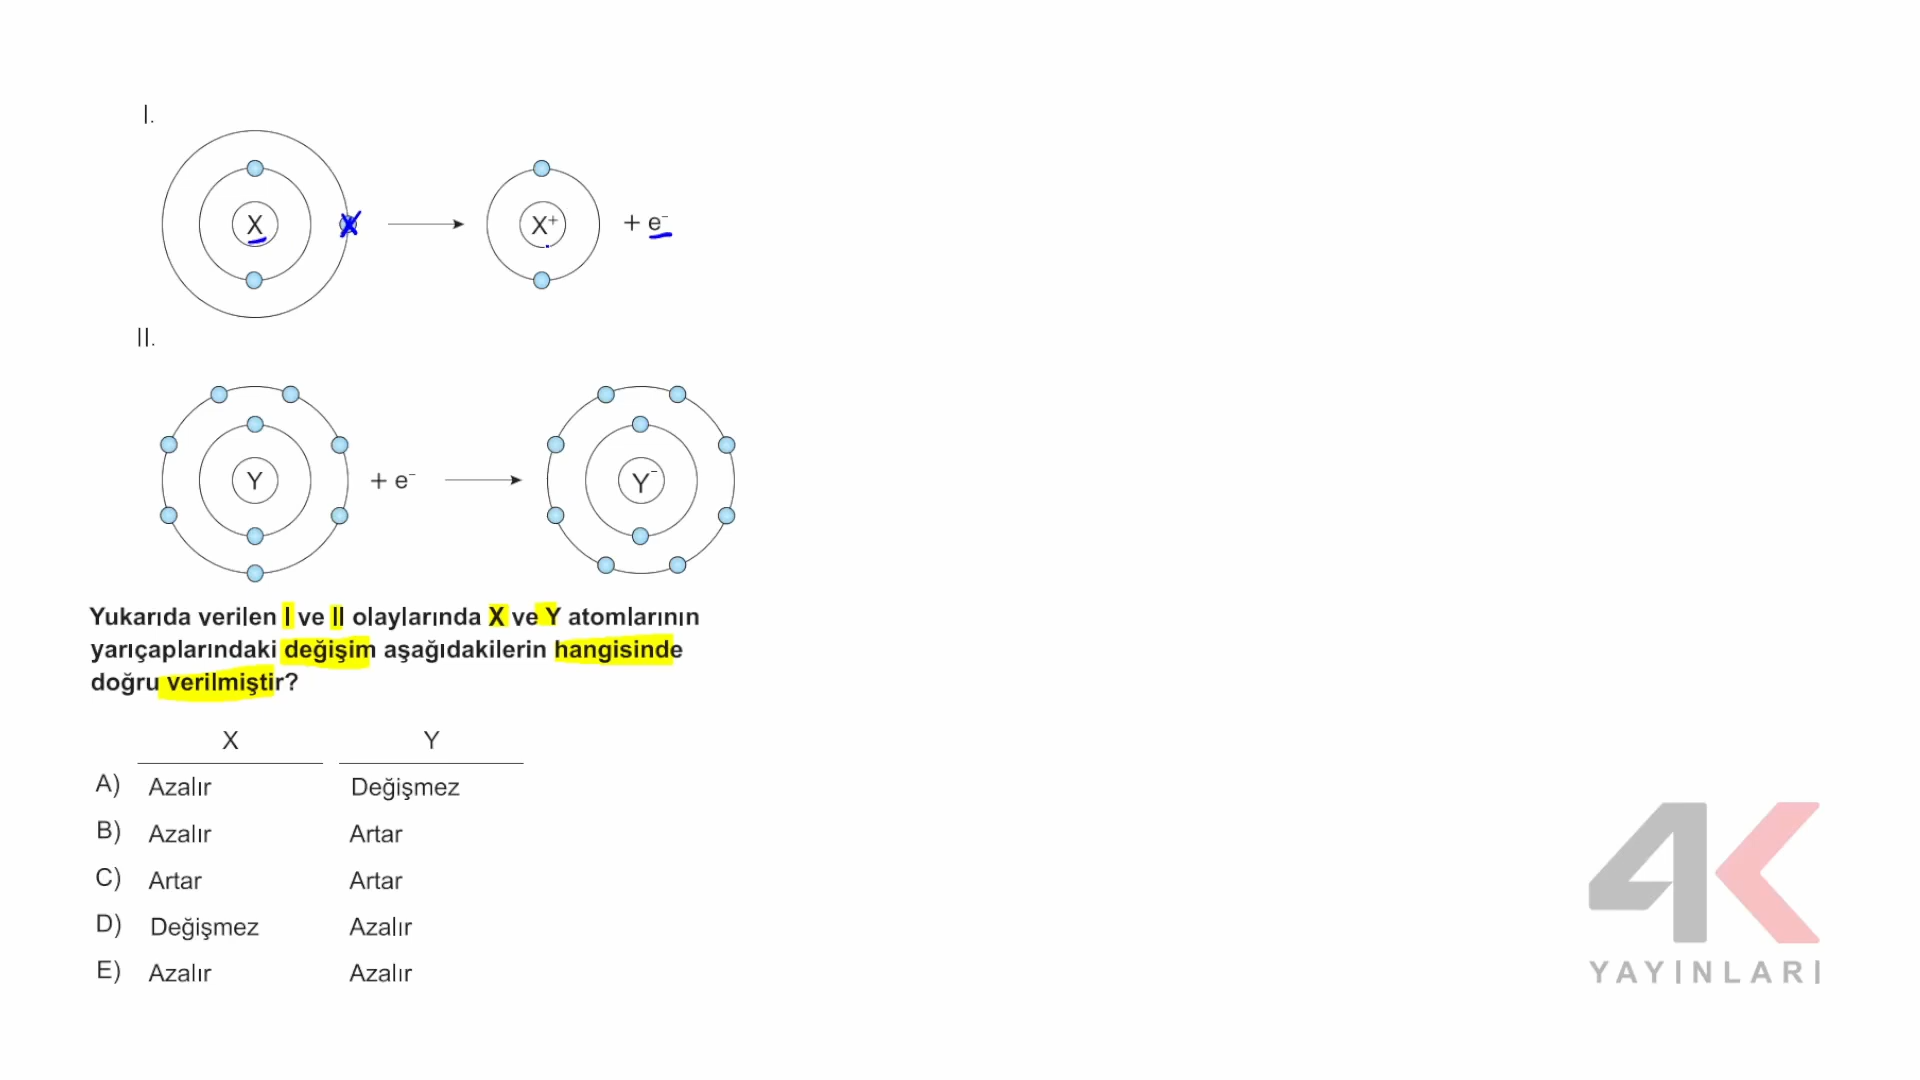 I.
X
X⁺
+ e⁻
II.
Y
+ e⁻
Y⁻
Yukarıda verilen I ve II olaylarında X ve Y atomlarının
yarıçaplarındaki değişim aşağıdakilerin hangisinde
doğru verilmiştir?
X Y
A) Azalır Değişmez
B) Azalır Artar
C) Artar Artar
D) Değişmez Azalır
E) Azalır Azalır
4K
YAYINLARI